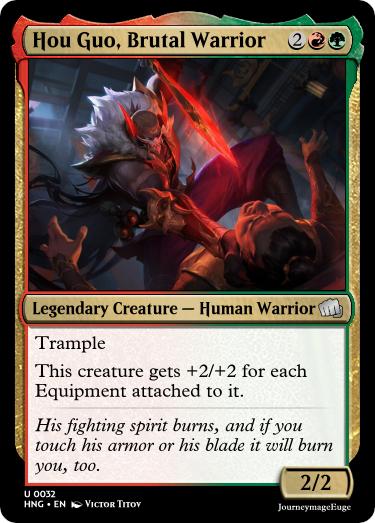 Hou Guo, Brutal Warrior 2
Legendary Creature — Human Warrior
Trample
This creature gets +2/+2 for each
Equipment attached to it.
His fighting spirit burns, and if you
touch his armor or his blade it will burn
you, too.
2/2
U 0032
HNG • EN VICTOR TITOV
JourneymageEuge